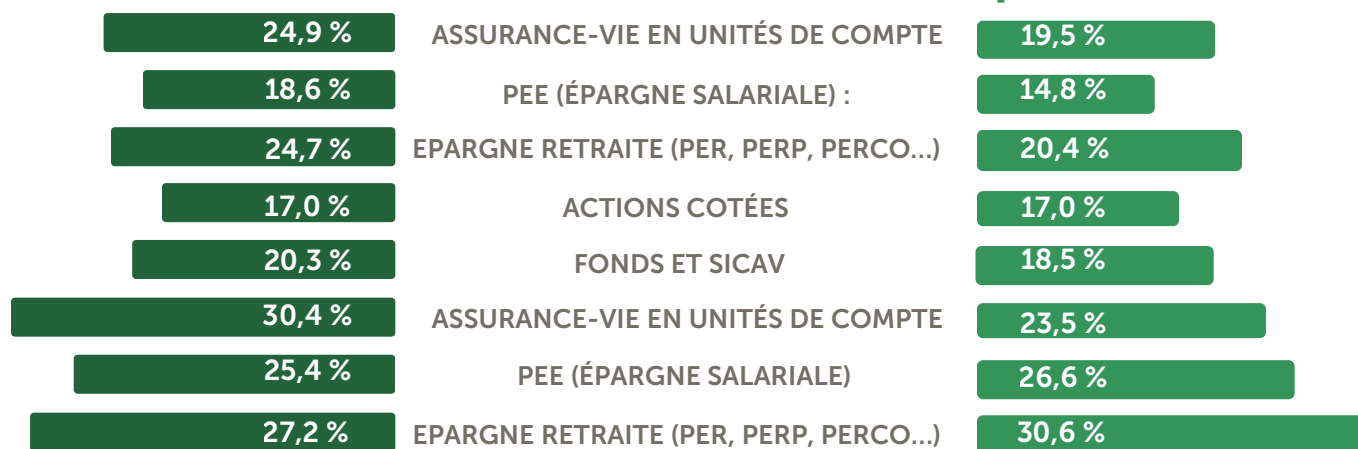 24,9 % ASSURANCE-VIE EN UNITÉS DE COMPTE 19,5 %
18,6 % PEE (ÉPARGNE SALARIALE) : 14,8 %
24,7 % EPARGNE RETRAITE (PER, PERP, PERCO...) 20,4 %
17,0 % ACTIONS COTÉES 17,0 %
20,3 % FONDS ET SICAV 18,5 %
30,4 % ASSURANCE-VIE EN UNITÉS DE COMPTE 23,5 %
25,4 % PEE (ÉPARGNE SALARIALE) 26,6 %
27,2 % EPARGNE RETRAITE (PER, PERP, PERCO...) 30,6 %